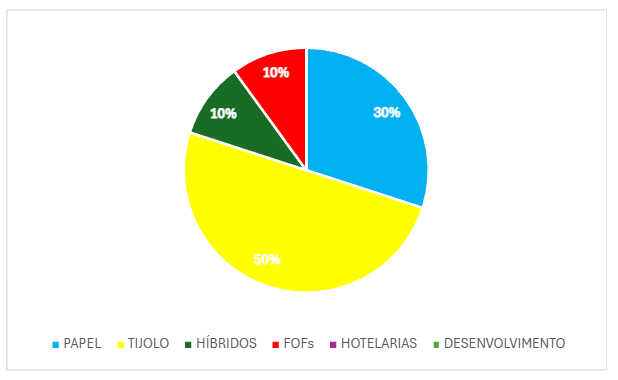 10%
30%
10%
50%
PAPEL TIJOLO HÍBRIDOS FOFs HOTELARIAS DESENVOLVIMENTO